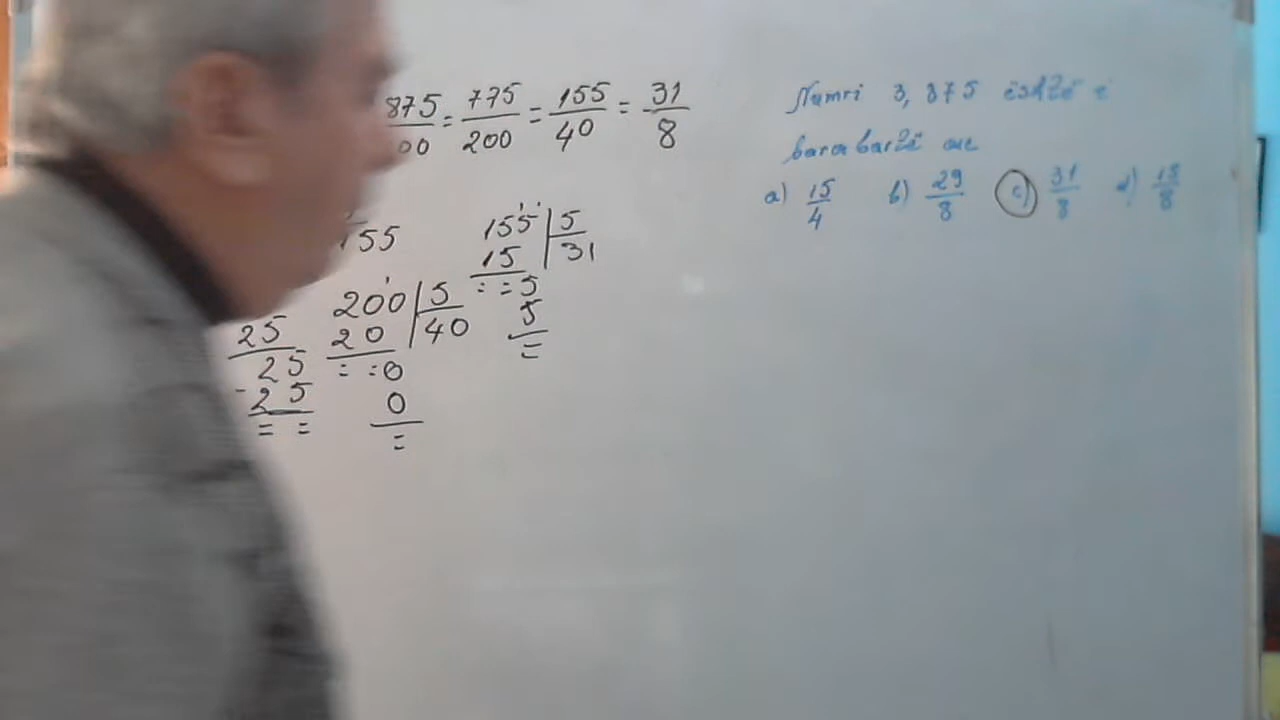 875/00 = 775/200 = 155/40 = 31/8
Numri 3,875 është i
barabartë me
a) 15/4 b) 29/8 c) 31/8 d) 15/8
155
155 | 5
15 31
= = 5
5
=
200 | 5
20 40
= = 0
0
=
25
25
- 25
= =